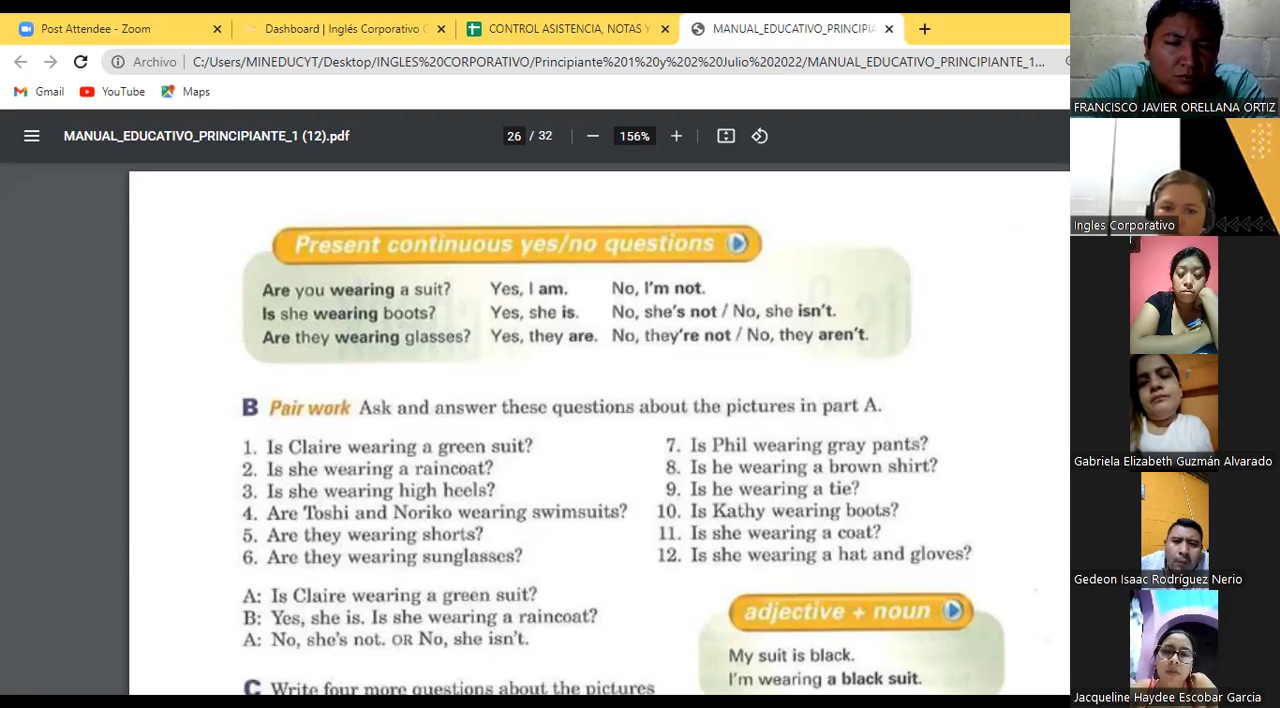 Post Attendee - Zoom
Dashboard | Inglés Corporativo
CONTROL ASISTENCIA, NOTAS Y
MANUAL_EDUCATIVO_PRINCIPIA
Archivo
C:/Users/MINEDUCYT/Desktop/INGLES%20CORPORATIVO/Principiante%201%20y%202%20Julio%202022/MANUAL_EDUCATIVO_PRINCIPIANTE_1...
Gmail
YouTube
Maps
MANUAL_EDUCATIVO_PRINCIPIANTE_1 (12).pdf
26 / 32
156%
Present continuous yes/no questions
Are you wearing a suit? Yes, I am. No, I'm not.
Is she wearing boots? Yes, she is. No, she's not / No, she isn't.
Are they wearing glasses? Yes, they are. No, they're not / No, they aren't.
B Pair work Ask and answer these questions about the pictures in part A.
1. Is Claire wearing a green suit?
2. Is she wearing a raincoat?
3. Is she wearing high heels?
4. Are Toshi and Noriko wearing swimsuits?
5. Are they wearing shorts?
6. Are they wearing sunglasses?
7. Is Phil wearing gray pants?
8. Is he wearing a brown shirt?
9. Is he wearing a tie?
10. Is Kathy wearing boots?
11. Is she wearing a coat?
12. Is she wearing a hat and gloves?
A: Is Claire wearing a green suit?
B: Yes, she is. Is she wearing a raincoat?
A: No, she's not. OR No, she isn't.
adjective + noun
My suit is black.
I'm wearing a black suit.
C Write four more questions about the pictures
FRANCISCO JAVIER ORELLANA ORTIZ
Ingles Corporativo
Gabriela Elizabeth Guzmán Alvarado
Gedeon Isaac Rodríguez Nerio
Jacqueline Haydee Escobar Garcia